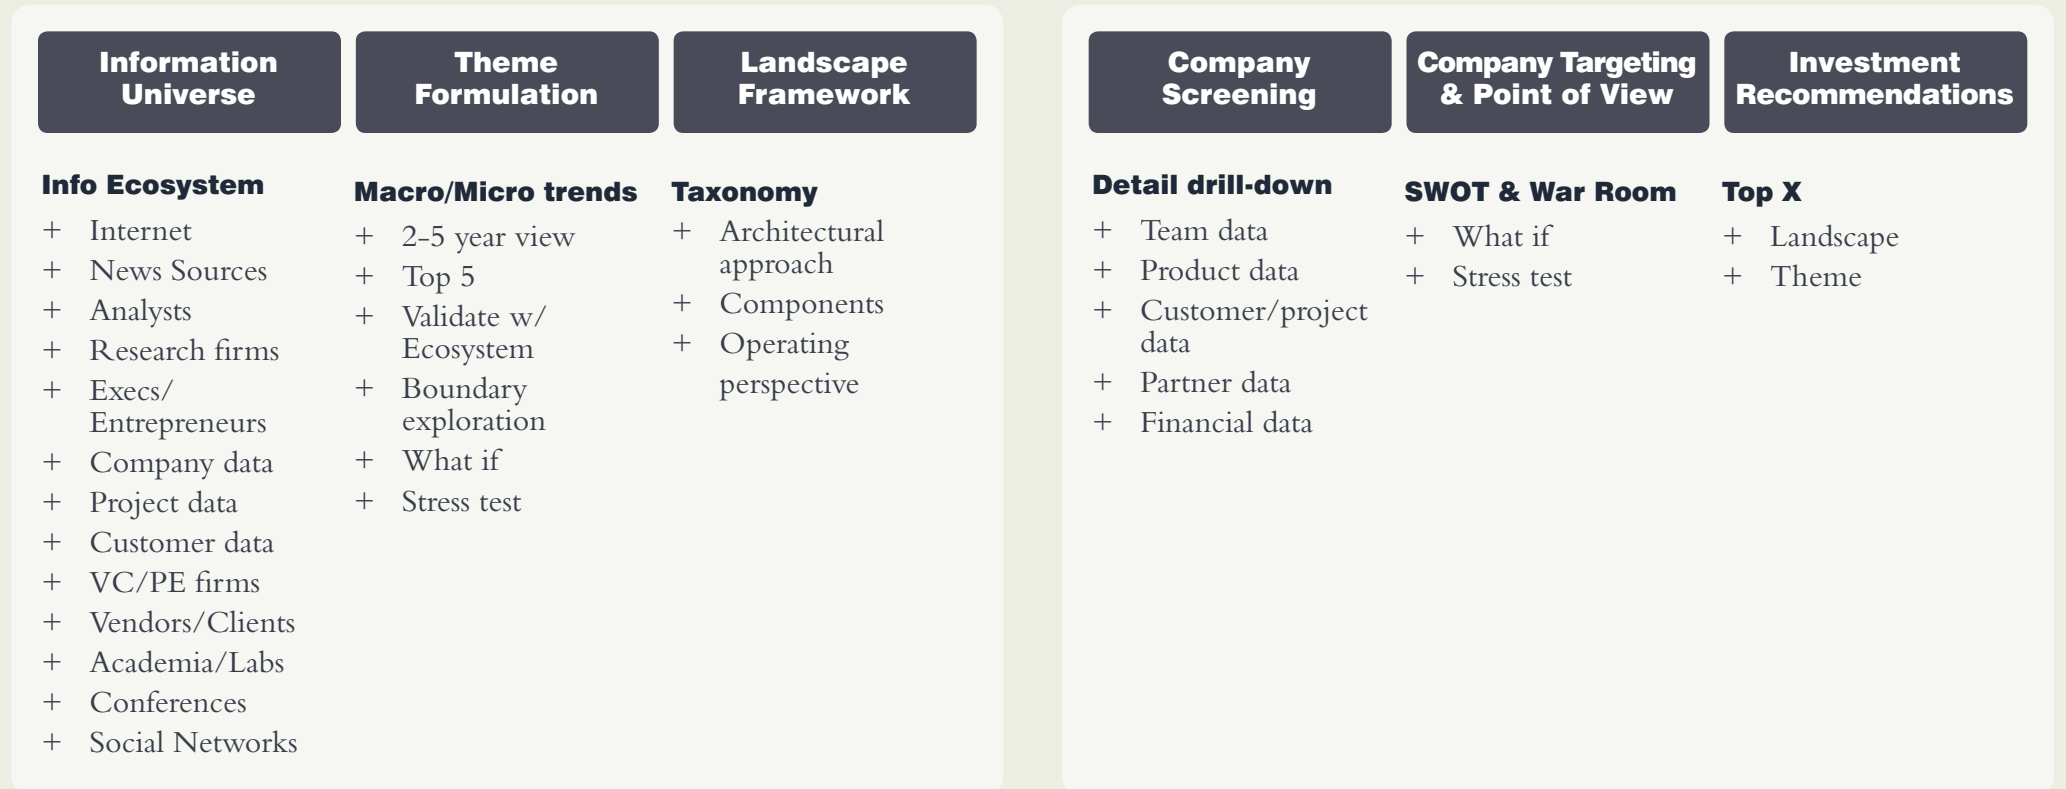 Information
Universe
Info Ecosystem
+ Internet
+ News Sources
+ Analysts
+ Research firms
+ Execs/
Entrepreneurs
+ Company data
+ Project data
+ Customer data
+ VC/PE firms
+ Vendors/Clients
+ Academia/Labs
+ Conferences
+ Social Networks
Theme
Formulation
Macro/Micro trends
+ 2-5 year view
+ Top 5
+ Validate w/
Ecosystem
+ Boundary
exploration
+ What if
+ Stress test
Landscape
Framework
Taxonomy
+ Architectural
approach
+ Components
+ Operating
perspective
Company
Screening
Detail drill-down
+ Team data
+ Product data
+ Customer/project
data
+ Partner data
+ Financial data
Company Targeting
& Point of View
SWOT & War Room
+ What if
+ Stress test
Investment
Recommendations
Top X
+ Landscape
+ Theme